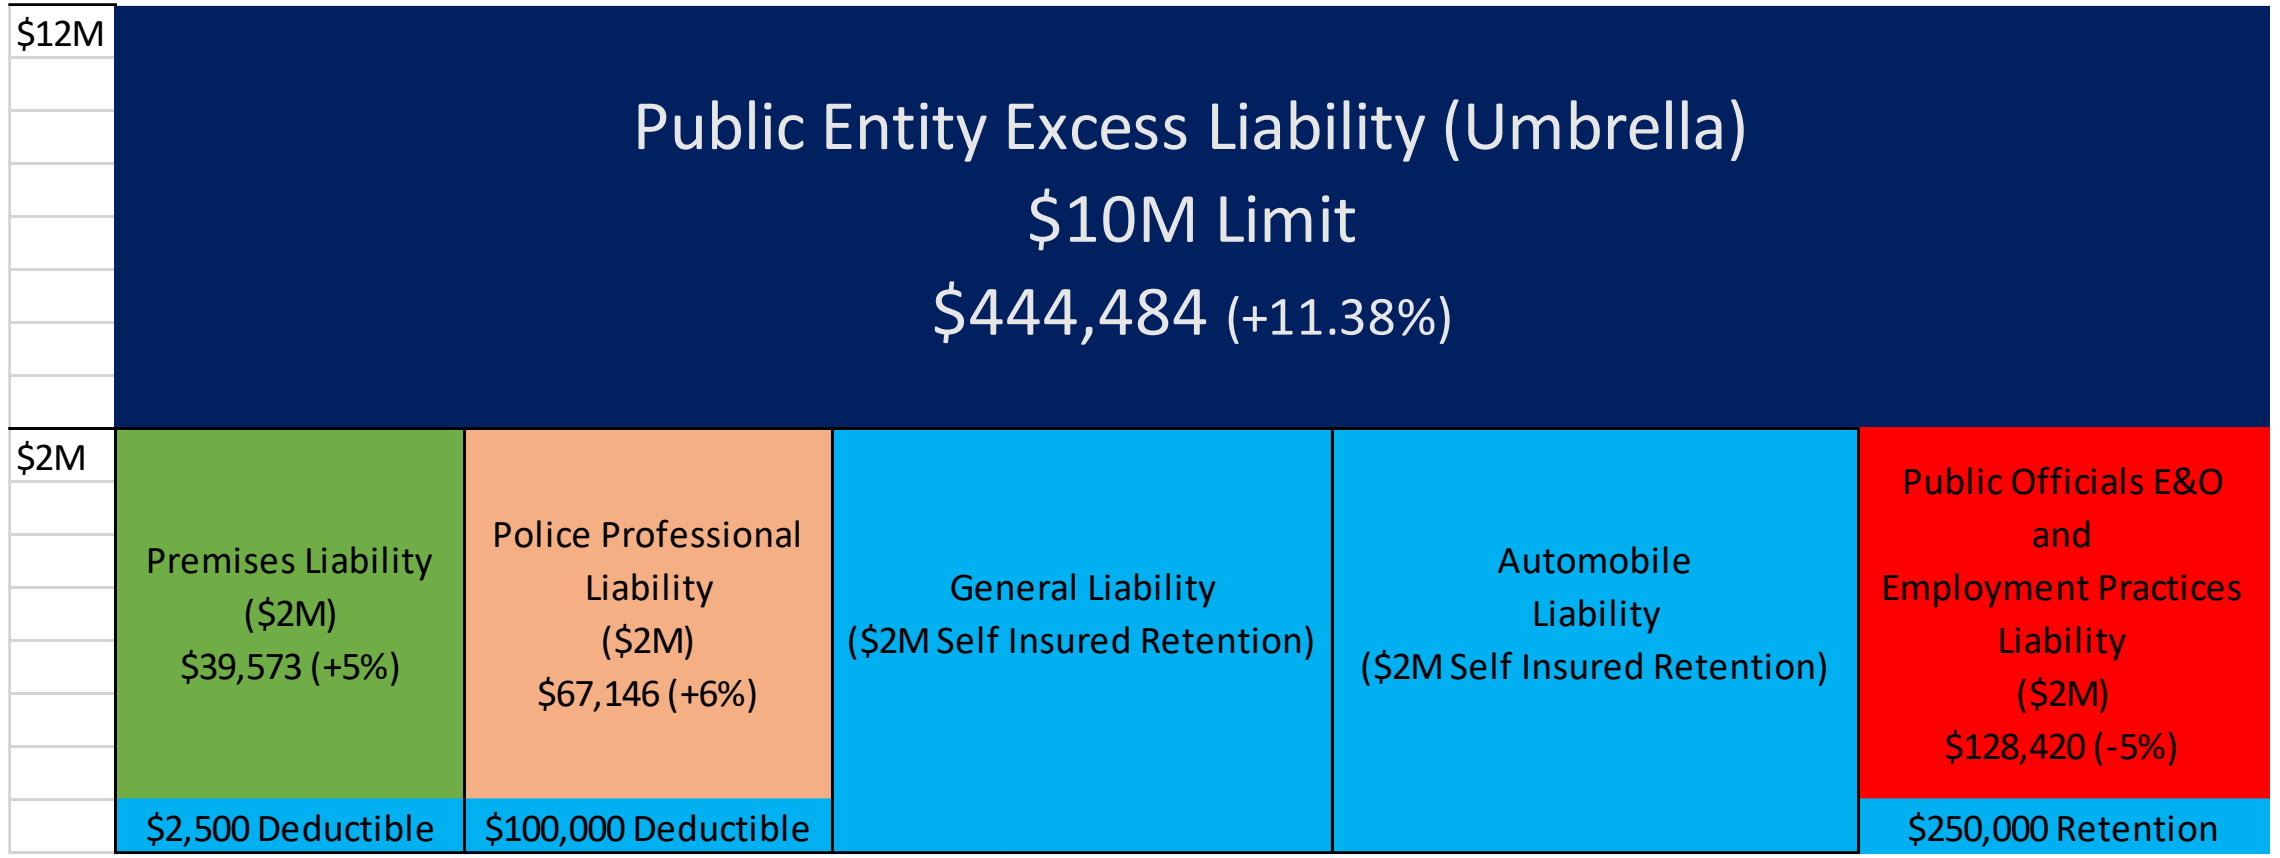 $12M
Public Entity Excess Liability (Umbrella)
$10M Limit
$444,484 (+11.38%)
$2M
Premises Liability
($2M)
$39,573 (+5%)
$2,500 Deductible
Police Professional
Liability
($2M)
$67,146 (+6%)
$100,000 Deductible
General Liability
($2M Self Insured Retention)
Automobile
Liability
($2M Self Insured Retention)
Public Officials E&O
and
Employment Practices
Liability
($2M)
$128,420 (-5%)
$250,000 Retention